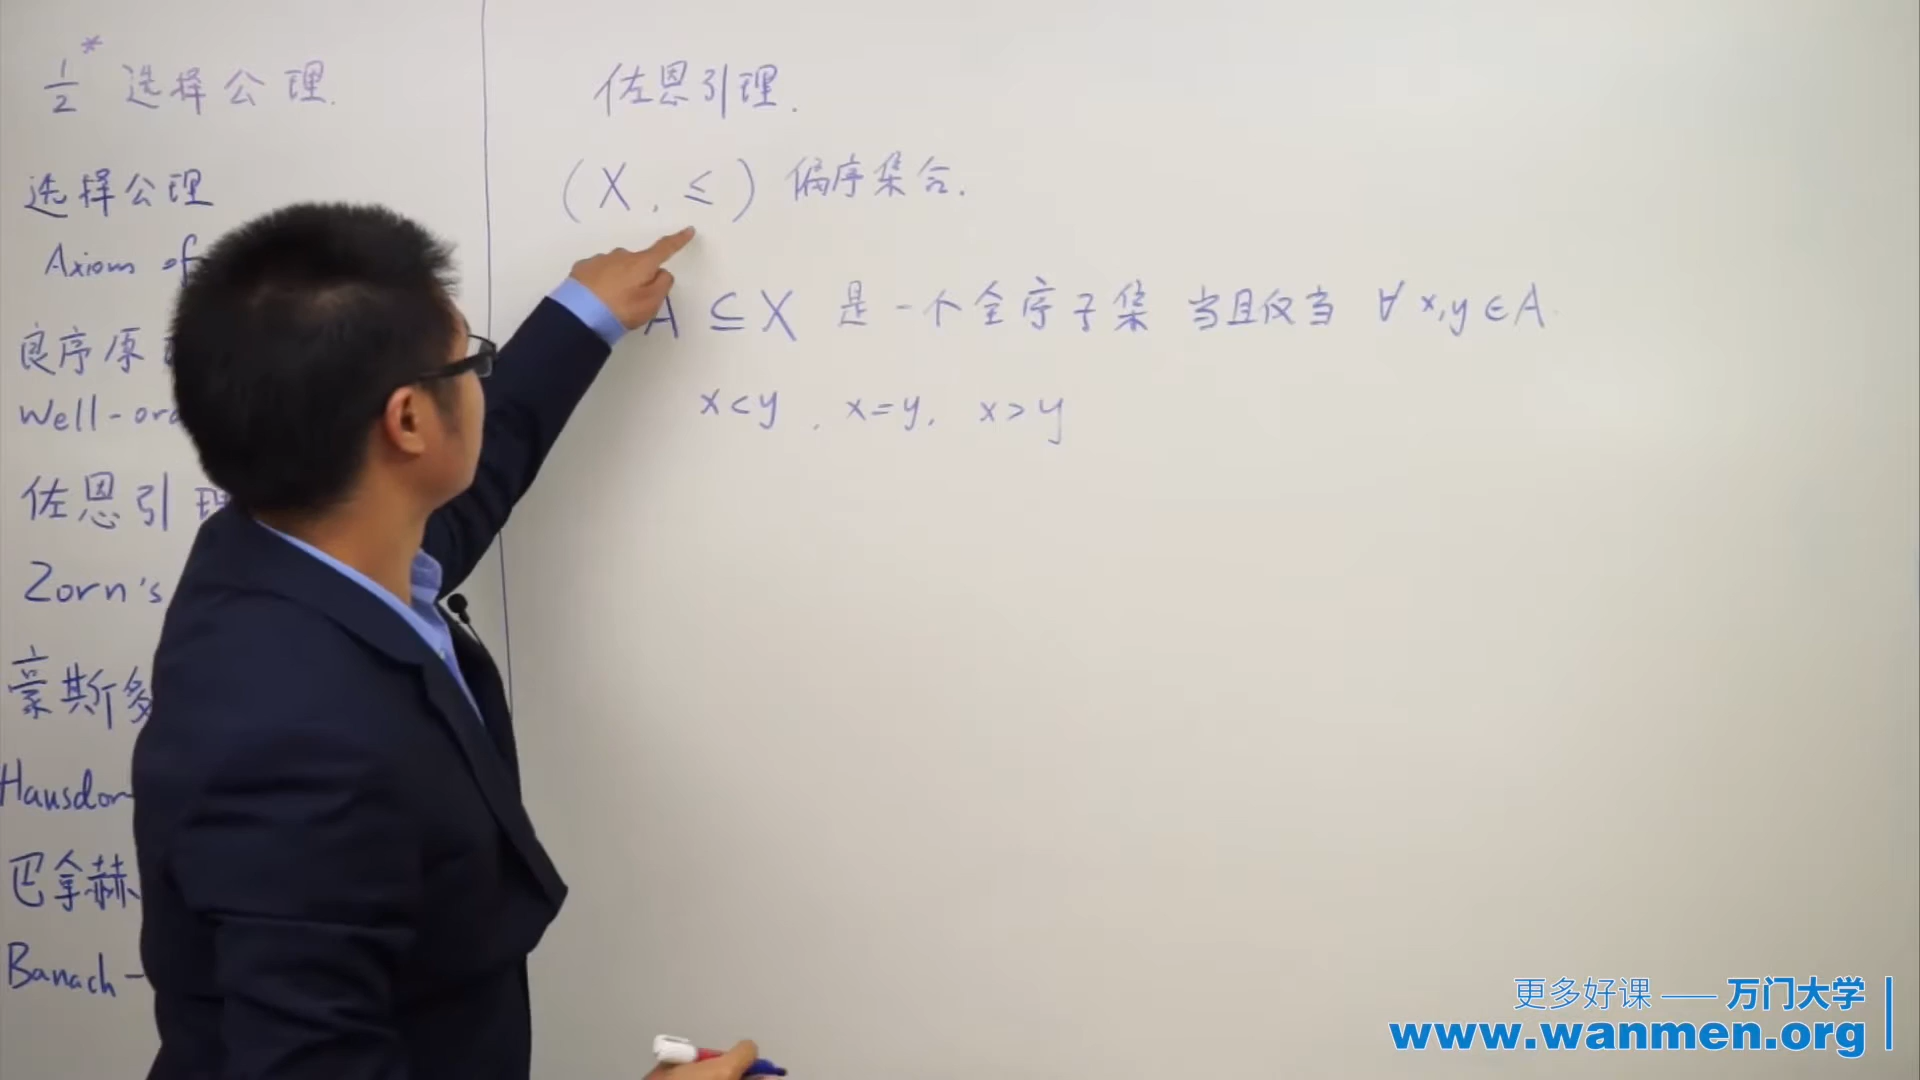 ½* 选择公理.
选择公理
Axiom of
良序原
Well-ord
佐恩引理
Zorn's
豪斯多
Hausdor
巴拿赫
Banach-
佐恩引理.
(X, ≤) 偏序集合.
A ⊆ X 是一个全序子集 当且仅当 ∀ x,y ∈ A.
x<y, x=y, x>y
更多好课 —— 万门大学
www.wanmen.org